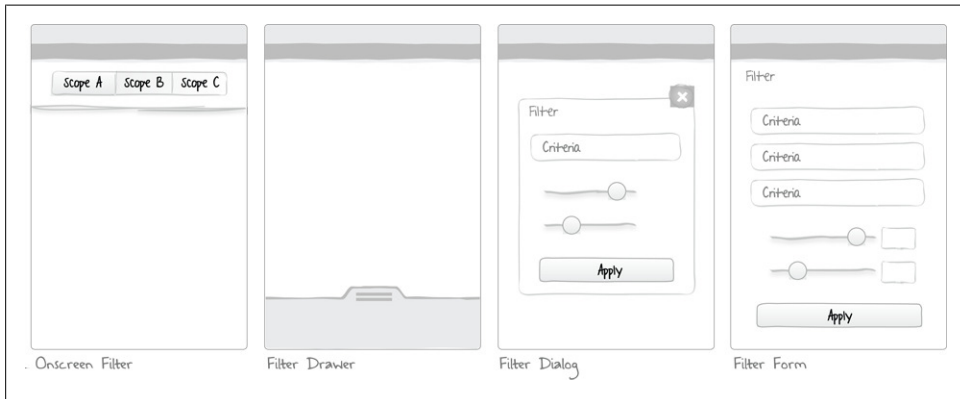 Scope A Scope B Scope C
Onscreen Filter
Filter Drawer
Filter
Criteria
Apply
Filter Dialog
Filter
Criteria
Criteria
Criteria
Apply
Filter Form